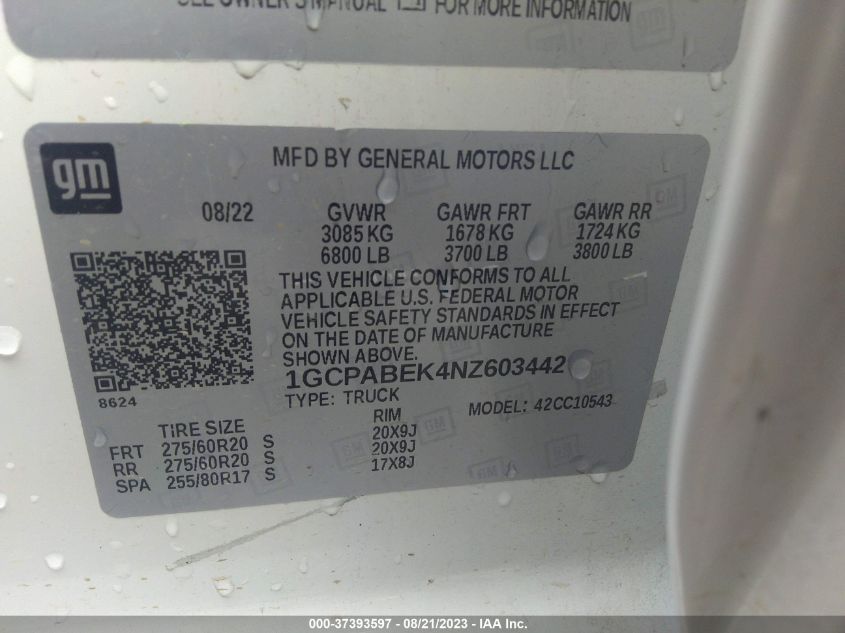 SEE OWNER'S MANUAL FOR MORE INFORMATION
gm
MFD BY GENERAL MOTORS LLC
08/22 GVWR GAWR FRT GAWR RR
3085 KG 1678 KG 1724 KG
6800 LB 3700 LB 3800 LB
THIS VEHICLE CONFORMS TO ALL
APPLICABLE U.S. FEDERAL MOTOR
VEHICLE SAFETY STANDARDS IN EFFECT
ON THE DATE OF MANUFACTURE
SHOWN ABOVE.
1GCPABEK4NZ603442
8624
TYPE: TRUCK MODEL: 42CC10543
TIRE SIZE RIM
FRT 275/60R20 S 20X9J
RR 275/60R20 S 20X9J
SPA 255/80R17 S 17X8J
000-37393597 - 08/21/2023 - IAA Inc.